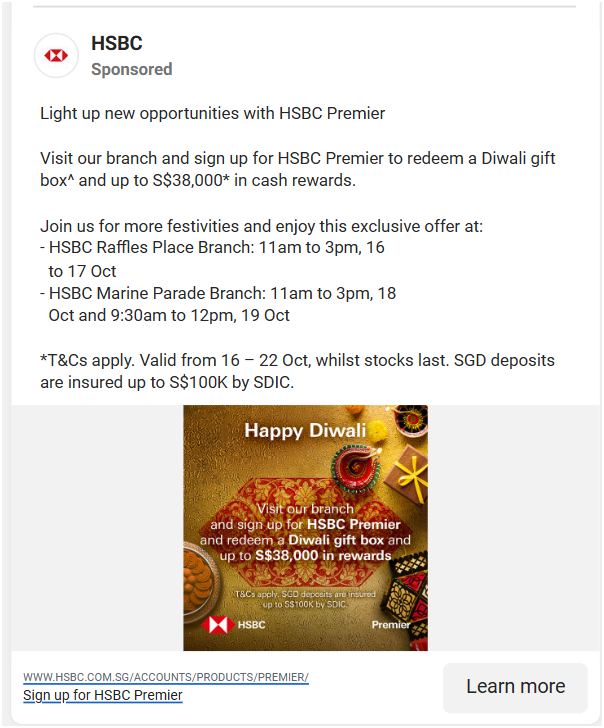 HSBC
Sponsored
Light up new opportunities with HSBC Premier
Visit our branch and sign up for HSBC Premier to redeem a Diwali gift
box^ and up to S$38,000* in cash rewards.
Join us for more festivities and enjoy this exclusive offer at:
- HSBC Raffles Place Branch: 11am to 3pm, 16
to 17 Oct
- HSBC Marine Parade Branch: 11am to 3pm, 18
Oct and 9:30am to 12pm, 19 Oct
*T&Cs apply. Valid from 16 – 22 Oct, whilst stocks last. SGD deposits
are insured up to S$100K by SDIC.
Happy Diwali
Visit our branch
and sign up for HSBC Premier
and redeem a Diwali gift box and
up to S$38,000 in rewards
T&Cs apply. SGD deposits are insured
up to S$100K by SDIC.
HSBC
Premier
WWW.HSBC.COM.SG/ACCOUNTS/PRODUCTS/PREMIER/
Sign up for HSBC Premier
Learn more